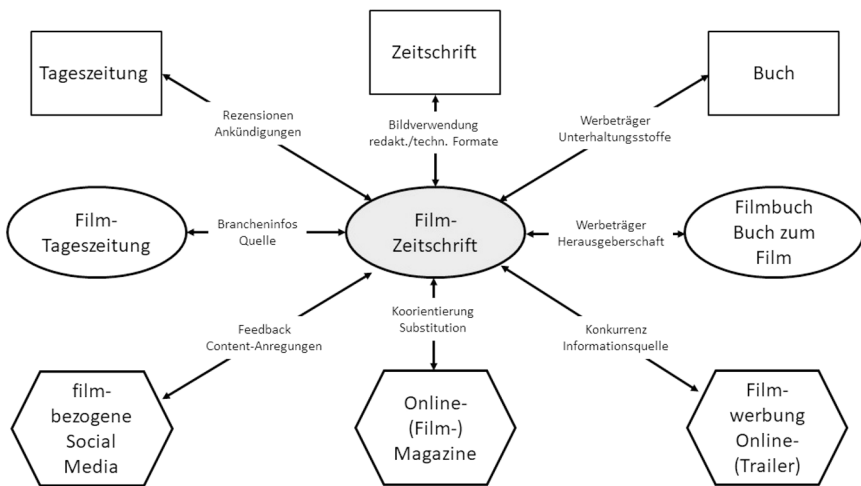 Tageszeitung
Zeitschrift
Buch
Rezensionen
Ankündigungen
Bildverwendung
redakt./techn. Formate
Werbeträger
Unterhaltungsstoffe
Film-
Tageszeitung
Brancheninfos
Quelle
Film-
Zeitschrift
Werbeträger
Herausgeberschaft
Filmbuch
Buch zum
Film
Feedback
Content-Anregungen
Koorientierung
Substitution
Konkurrenz
Informationsquelle
film-
bezogene
Social
Media
Online-
(Film-)
Magazine
Film-
werbung
Online-
(Trailer)